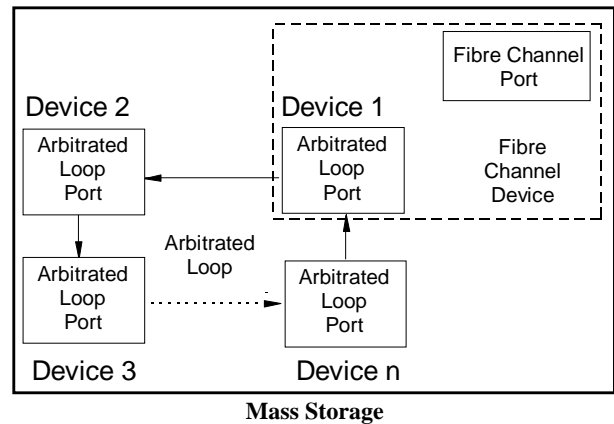 Fibre Channel
Port
Device 2
Device 1
Arbitrated
Loop
Port
Arbitrated
Loop
Port
Fibre
Channel
Device
Arbitrated
Loop
Arbitrated
Loop
Port
Arbitrated
Loop
Port
Device 3
Device n
Mass Storage